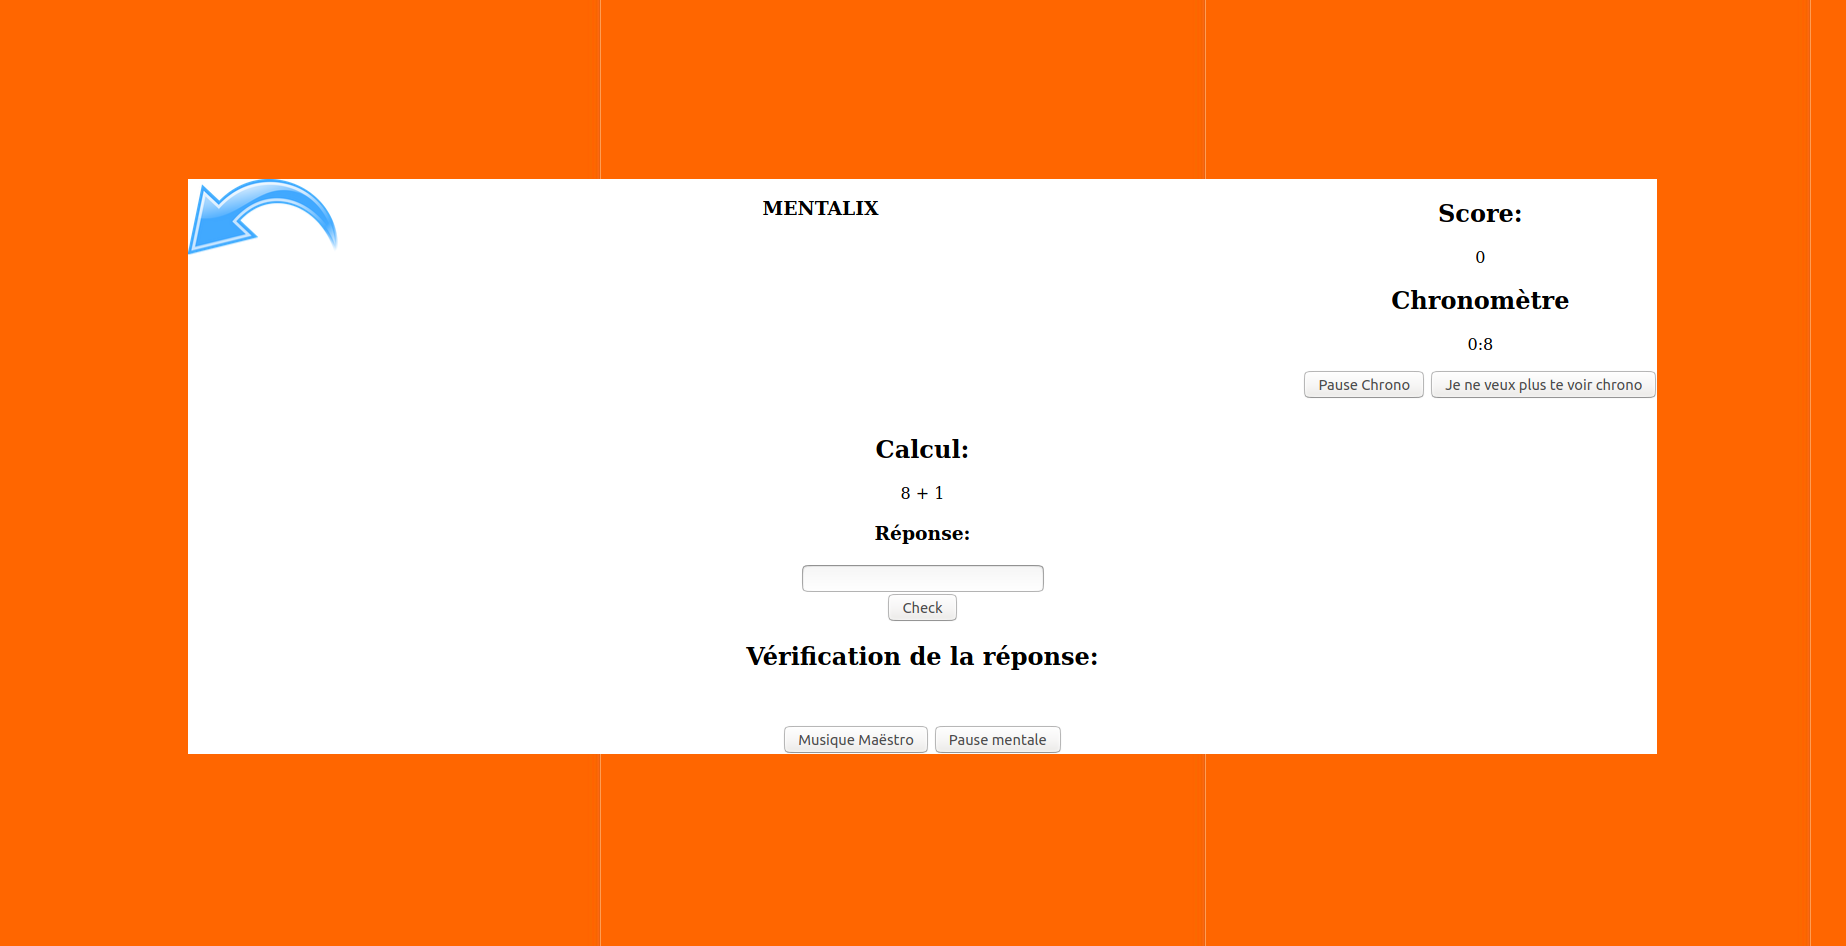 MENTALIX
Score:
0
Chronomètre
0:8
Pause Chrono Je ne veux plus te voir chrono
Calcul:
8 + 1
Réponse:
Check
Vérification de la réponse:
Musique Maëstro Pause mentale